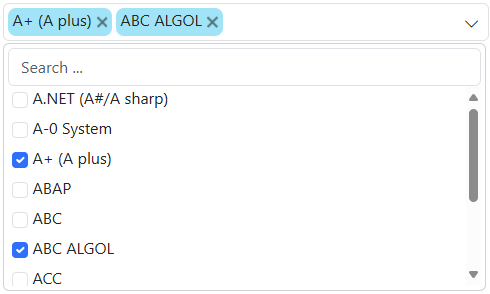 A+ (A plus) ABC ALGOL
Search ...
A.NET (A#/A sharp)
A-0 System
A+ (A plus)
ABAP
ABC
ABC ALGOL
ACC